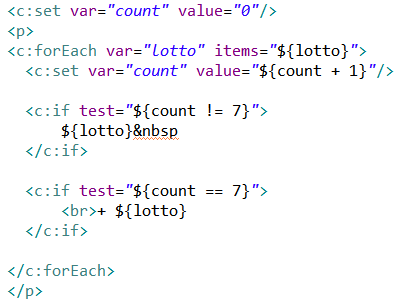 <c:set var="count" value="0"/>
<p>
<c:forEach var="lotto" items="${lotto}">
<c:set var="count" value="${count + 1}"/>
<c:if test="${count != 7}">
${lotto}&nbsp
</c:if>
<c:if test="${count == 7}">
<br>+ ${lotto}
</c:if>
</c:forEach>
</p>